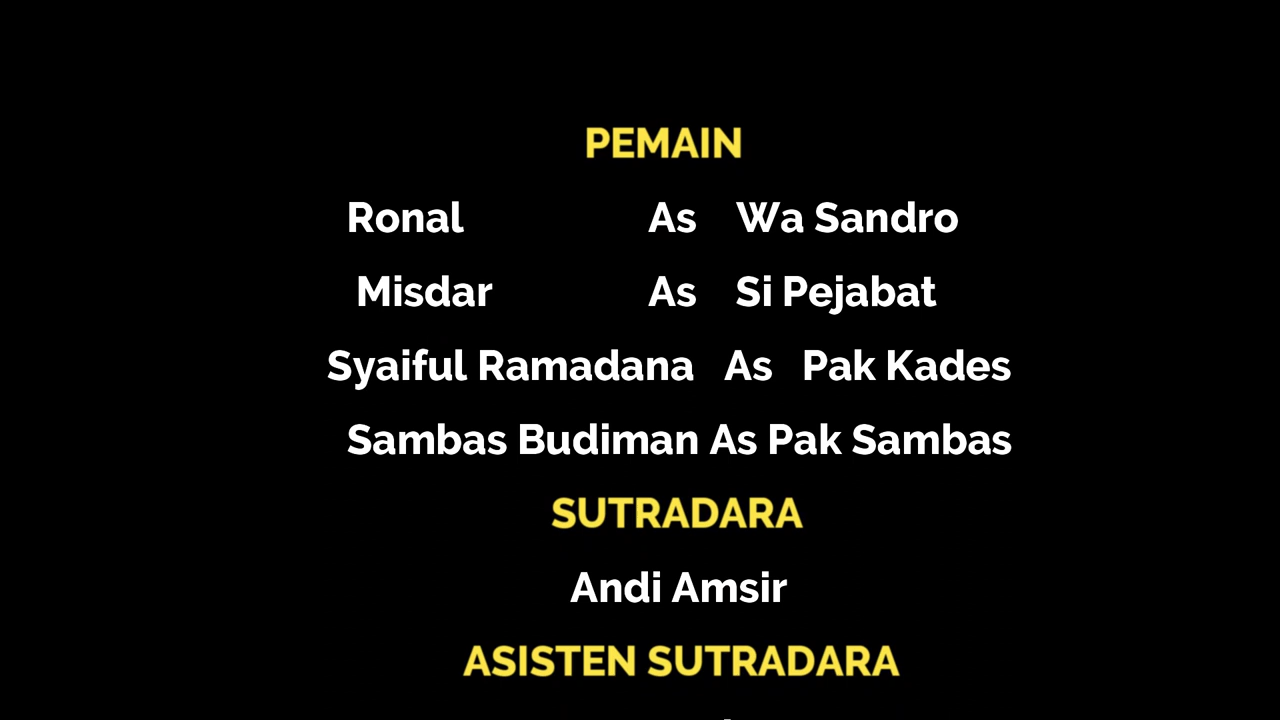 PEMAIN
Ronal As Wa Sandro
Misdar As Si Pejabat
Syaiful Ramadana As Pak Kades
Sambas Budiman As Pak Sambas
SUTRADARA
Andi Amsir
ASISTEN SUTRADARA